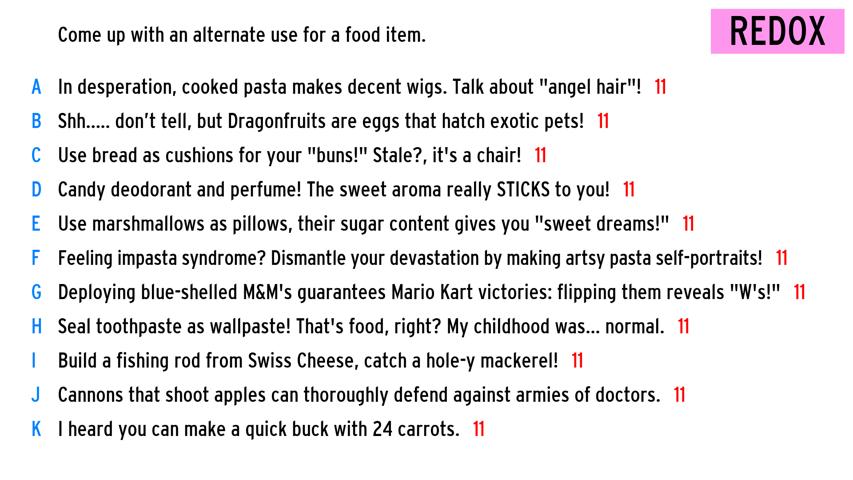 Come up with an alternate use for a food item.
REDOX
A In desperation, cooked pasta makes decent wigs. Talk about "angel hair"! 11
B Shh..... don't tell, but Dragonfruits are eggs that hatch exotic pets! 11
C Use bread as cushions for your "buns!" Stale?, it's a chair! 11
D Candy deodorant and perfume! The sweet aroma really STICKS to you! 11
E Use marshmallows as pillows, their sugar content gives you "sweet dreams!" 11
F Feeling impasta syndrome? Dismantle your devastation by making artsy pasta self-portraits! 11
G Deploying blue-shelled M&M's guarantees Mario Kart victories: flipping them reveals "W's!" 11
H Seal toothpaste as wallpaste! That's food, right? My childhood was... normal. 11
I Build a fishing rod from Swiss Cheese, catch a hole-y mackerel! 11
J Cannons that shoot apples can thoroughly defend against armies of doctors. 11
K I heard you can make a quick buck with 24 carrots. 11